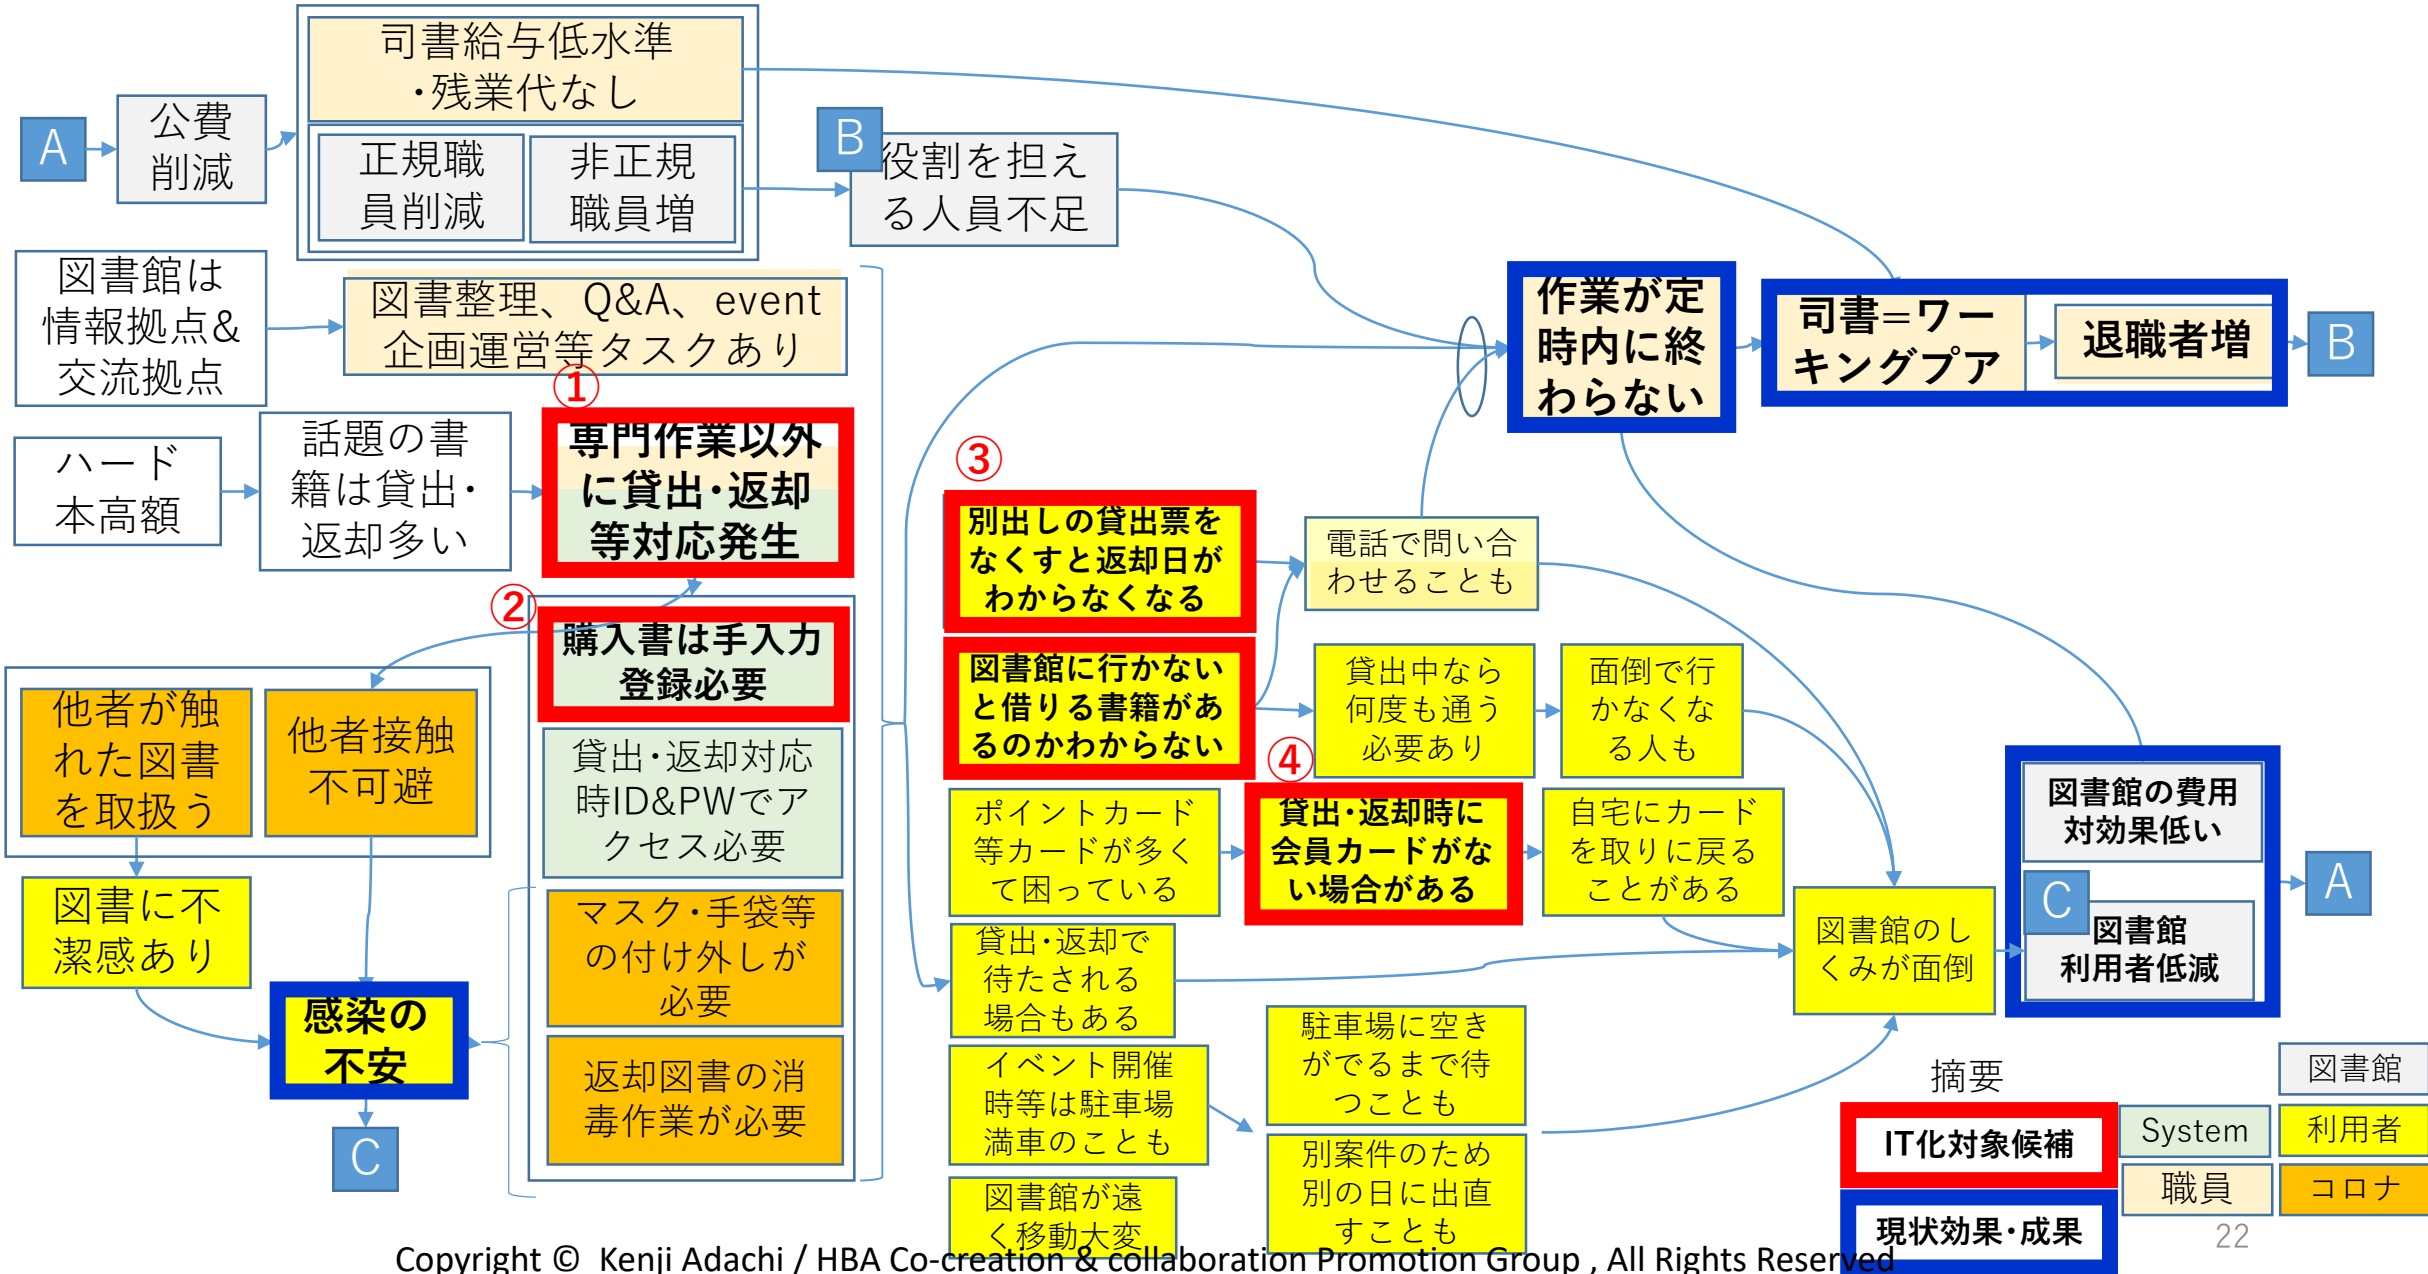 司書給与低水準
・残業代なし
A
公費
削減
正規職
員削減
非正規
職員増
B
役割を担え
る人員不足
図書館は
情報拠点&
交流拠点
図書整理、Q&A、event
企画運営等タスクあり
作業が定
時内に終
わらない
司書=ワー
キングプア
退職者増
B
ハード
本高額
話題の書
籍は貸出・
返却多い
①
専門作業以外
に貸出・返却
等対応発生
②
購入書は手入力
登録必要
貸出・返却対応
時ID&PWでア
クセス必要
マスク・手袋等
の付け外しが
必要
返却図書の消
毒作業が必要
他者が触
れた図書
を取扱う
他者接触
不可避
図書に不
潔感あり
感染の
不安
C
③
別出しの貸出票を
なくすと返却日が
わからなくなる
電話で問い合
わせることも
図書館に行かない
と借りる書籍があ
るのかわからない
貸出中なら
何度も通う
必要あり
面倒で行
かなくな
る人も
ポイントカード
等カードが多く
て困っている
④
貸出・返却時に
会員カードがな
い場合がある
自宅にカード
を取りに戻る
ことがある
貸出・返却で
待たされる
場合もある
イベント開催
時等は駐車場
満車のことも
駐車場に空き
がでるまで待
つことも
別案件のため
別の日に出直
すことも
図書館が遠
く移動大変
図書館のし
くみが面倒
図書館の費用
対効果低い
C
図書館
利用者低減
A
摘要
図書館
IT化対象候補
System
利用者
職員
コロナ
現状効果・成果
22
Copyright © Kenji Adachi / HBA Co-creation & collaboration Promotion Group , All Rights Reserved